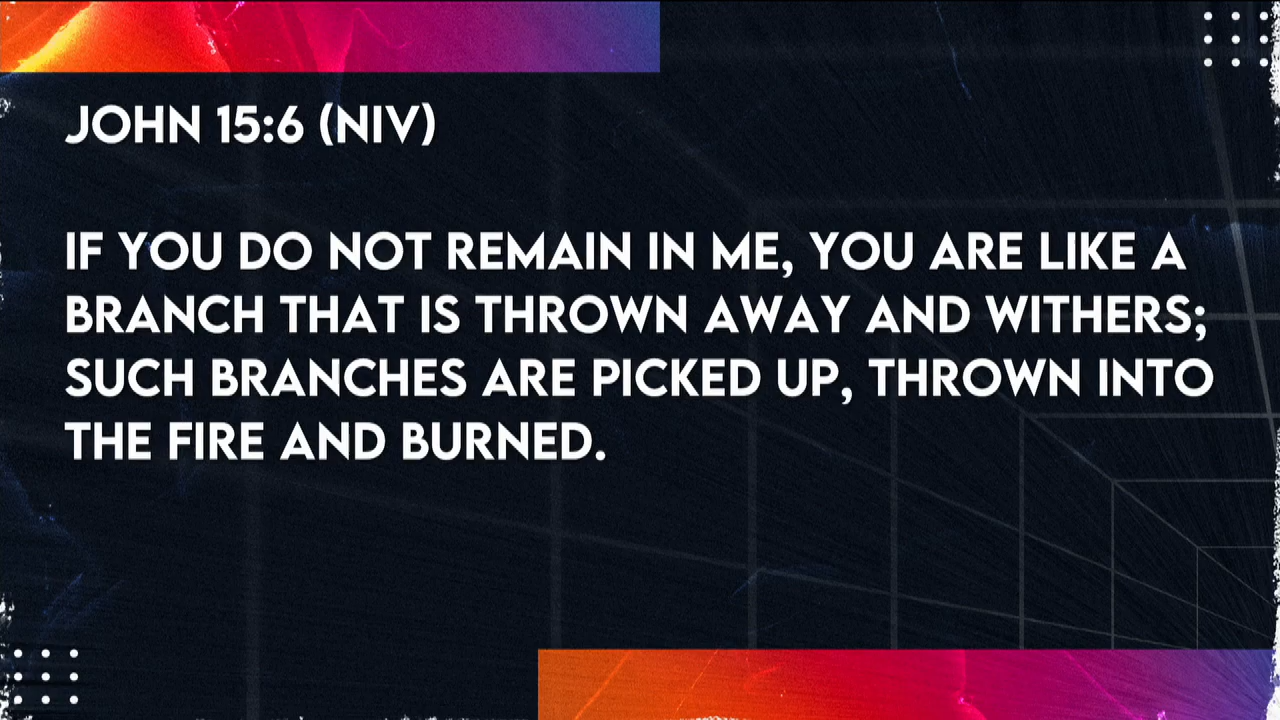 JOHN 15:6 (NIV)
IF YOU DO NOT REMAIN IN ME, YOU ARE LIKE A
BRANCH THAT IS THROWN AWAY AND WITHERS;
SUCH BRANCHES ARE PICKED UP, THROWN INTO
THE FIRE AND BURNED.